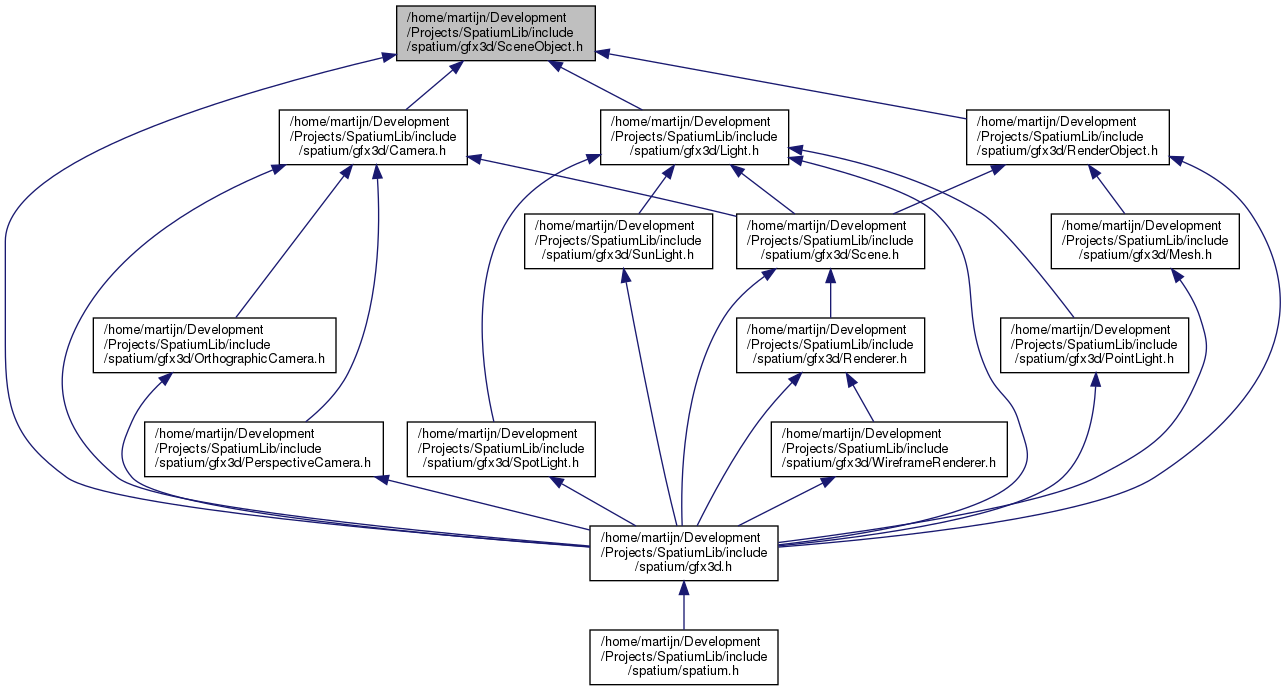 /home/martijn/Development
/Projects/SpatiumLib/include
/spatium/gfx3d/SceneObject.h
/home/martijn/Development
/Projects/SpatiumLib/include
/spatium/gfx3d/Camera.h
/home/martijn/Development
/Projects/SpatiumLib/include
/spatium/gfx3d/Light.h
/home/martijn/Development
/Projects/SpatiumLib/include
/spatium/gfx3d/RenderObject.h
/home/martijn/Development
/Projects/SpatiumLib/include
/spatium/gfx3d/SunLight.h
/home/martijn/Development
/Projects/SpatiumLib/include
/spatium/gfx3d/Scene.h
/home/martijn/Development
/Projects/SpatiumLib/include
/spatium/gfx3d/Mesh.h
/home/martijn/Development
/Projects/SpatiumLib/include
/spatium/gfx3d/OrthographicCamera.h
/home/martijn/Development
/Projects/SpatiumLib/include
/spatium/gfx3d/Renderer.h
/home/martijn/Development
/Projects/SpatiumLib/include
/spatium/gfx3d/PointLight.h
/home/martijn/Development
/Projects/SpatiumLib/include
/spatium/gfx3d/PerspectiveCamera.h
/home/martijn/Development
/Projects/SpatiumLib/include
/spatium/gfx3d/SpotLight.h
/home/martijn/Development
/Projects/SpatiumLib/include
/spatium/gfx3d/WireframeRenderer.h
/home/martijn/Development
/Projects/SpatiumLib/include
/spatium/gfx3d.h
/home/martijn/Development
/Projects/SpatiumLib/include
/spatium/spatium.h